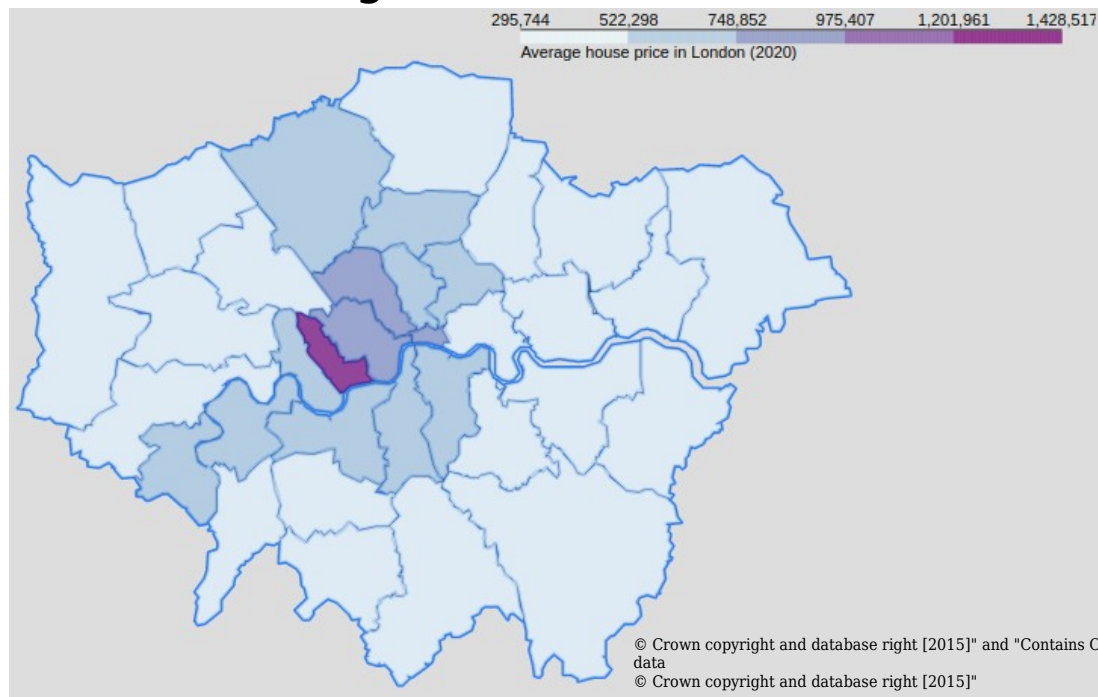 295,744 522,298 748,852 975,407 1,201,961 1,428,517
Average house price in London (2020)
© Crown copyright and database right [2015]" and "Contains
data
© Crown copyright and database right [2015]"